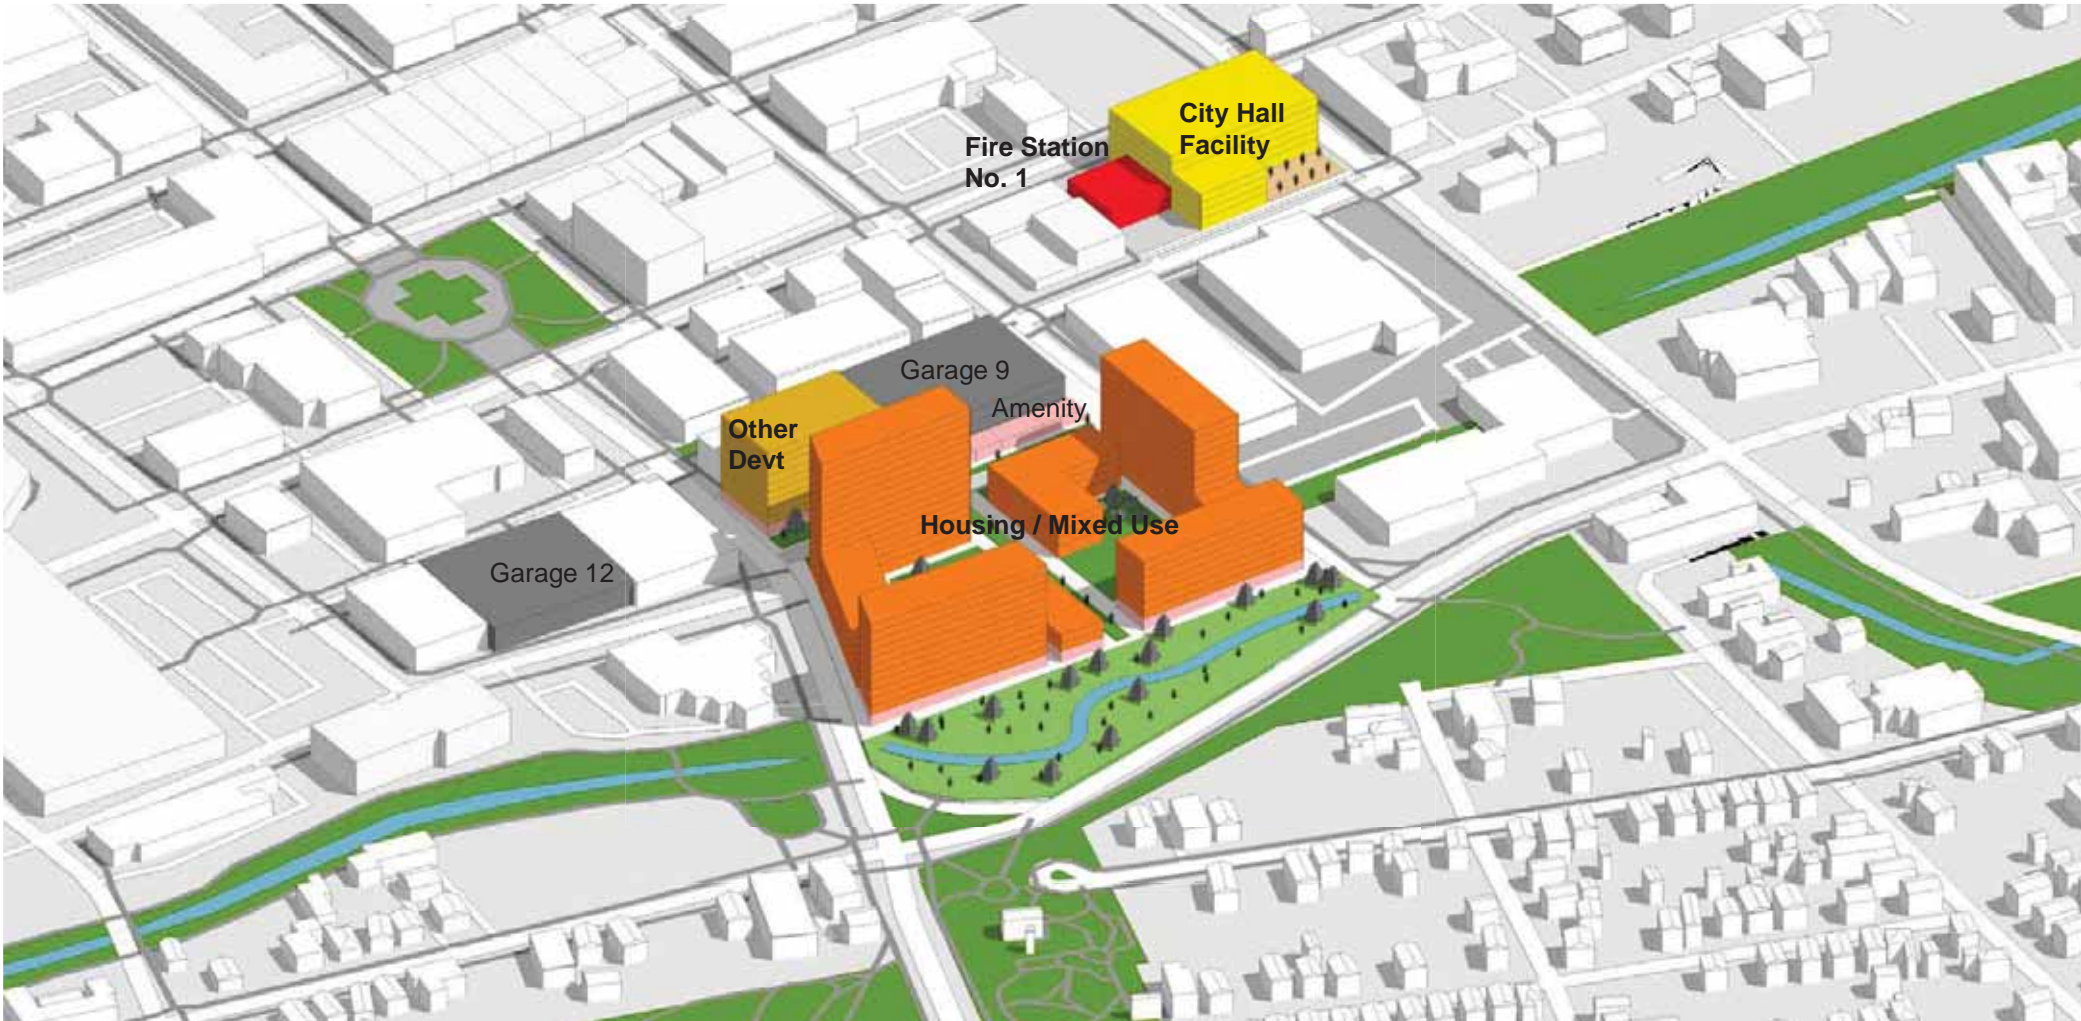 City Hall
Facility
Fire Station
No. 1
Garage 9
Amenity
Other
Devt
Housing / Mixed Use
Garage 12